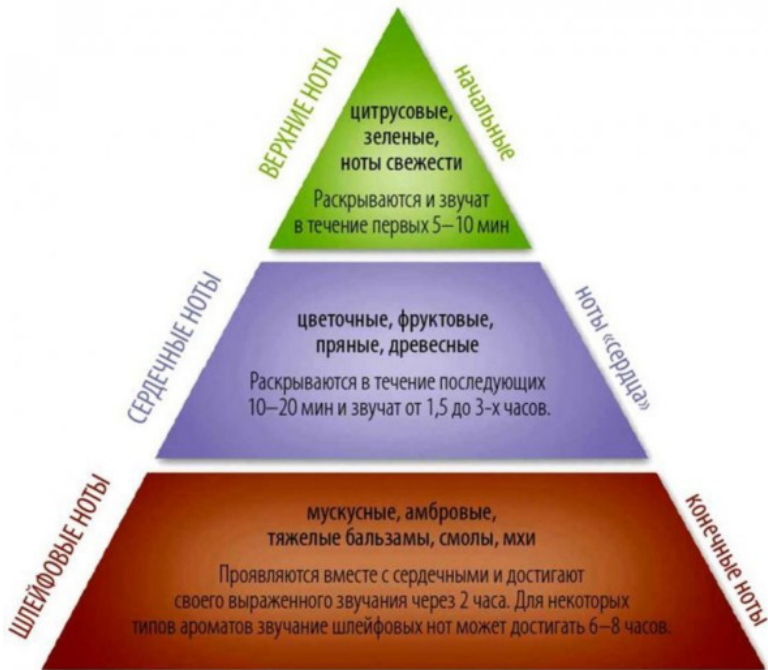 ВЕРХНИЕ НОТЫ
начальные
цитрусовые,
зеленые,
ноты свежести
Раскрываются и звучат
в течение первых 5–10 мин
СЕРДЕЧНЫЕ НОТЫ
ноты «сердца»
цветочные, фруктовые,
пряные, древесные
Раскрываются в течение последующих
10–20 мин и звучат от 1,5 до 3-х часов.
ШЛЕЙФОВЫЕ НОТЫ
конечные ноты
мускусные, амбровые,
тяжелые бальзамы, смолы, мхи
Проявляются вместе с сердечными и достигают
своего выраженного звучания через 2 часа. Для некоторых
типов ароматов звучание шлейфовых нот может достигать 6–8 часов.